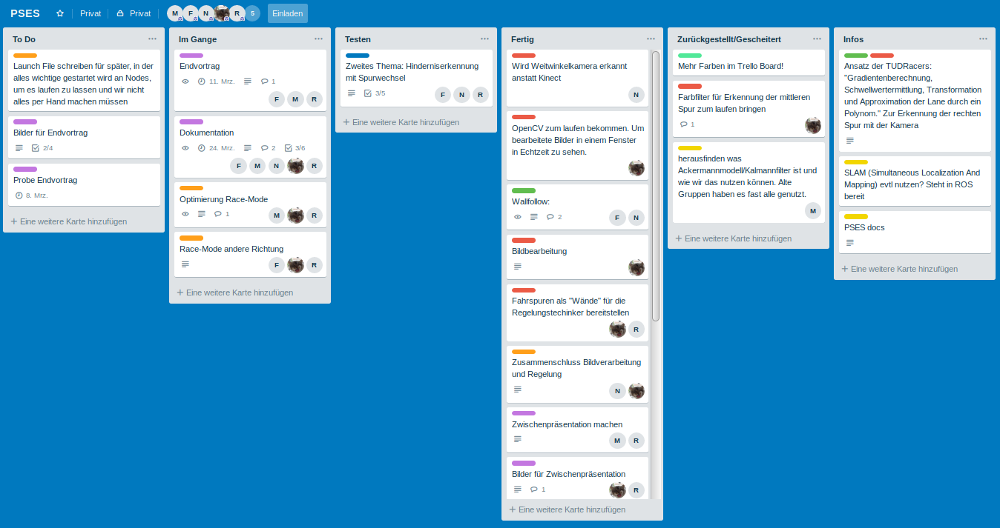 PSES
Privat
Privat
M
F
N
R
5
Einladen
To Do
Launch File schreiben für später, in der
alles wichtige gestartet wird an Nodes,
um es laufen zu lassen und wir nicht
alles per Hand machen müssen
Bilder für Endvortrag
2/4
Probe Endvortrag
8. Mrz.
+ Eine weitere Karte hinzufügen
Im Gange
Endvortrag
11. Mrz.
1
F M R
Dokumentation
24. Mrz.
2
3/6
F M N R
Optimierung Race-Mode
1
M R
Race-Mode andere Richtung
F R
+ Eine weitere Karte hinzufügen
Testen
Zweites Thema: Hinderniserkennung
mit Spurwechsel
3/5
F N R
+ Eine weitere Karte hinzufügen
Fertig
Wird Weitwinkelkamera erkannt
anstatt Kinect
N
OpenCV zum laufen bekommen. Um
bearbeitete Bilder in einem Fenster
in Echtzeit zu sehen.
Wallfollow:
2
F N
Bildbearbeitung
Fahrspuren als "Wände" für die
Regelungstechinker bereitstellen
R
Zusammenschluss Bildverarbeitung
und Regelung
N
Zwischenpräsentation machen
M R
Bilder für Zwischenpräsentation
1
R
+ Eine weitere Karte hinzufügen
Zurückgestellt/Gescheitert
Mehr Farben im Trello Board!
Farbfilter für Erkennung der mittleren
Spur zum laufen bringen
1
herausfinden was
Ackermannmodell/Kalmannfilter ist und
wie wir das nutzen können. Alte
Gruppen haben es fast alle genutzt.
M
+ Eine weitere Karte hinzufügen
Infos
Ansatz der TUDRacers:
"Gradientenberechnung,
Schwellwertermittlung, Transformation
und Approximation der Lane durch ein
Polynom." Zur Erkennung der rechten
Spur mit der Kamera
SLAM (Simultaneous Localization And
Mapping) evtl nutzen? Steht in ROS
bereit
PSES docs
+ Eine weitere Karte hinzufügen